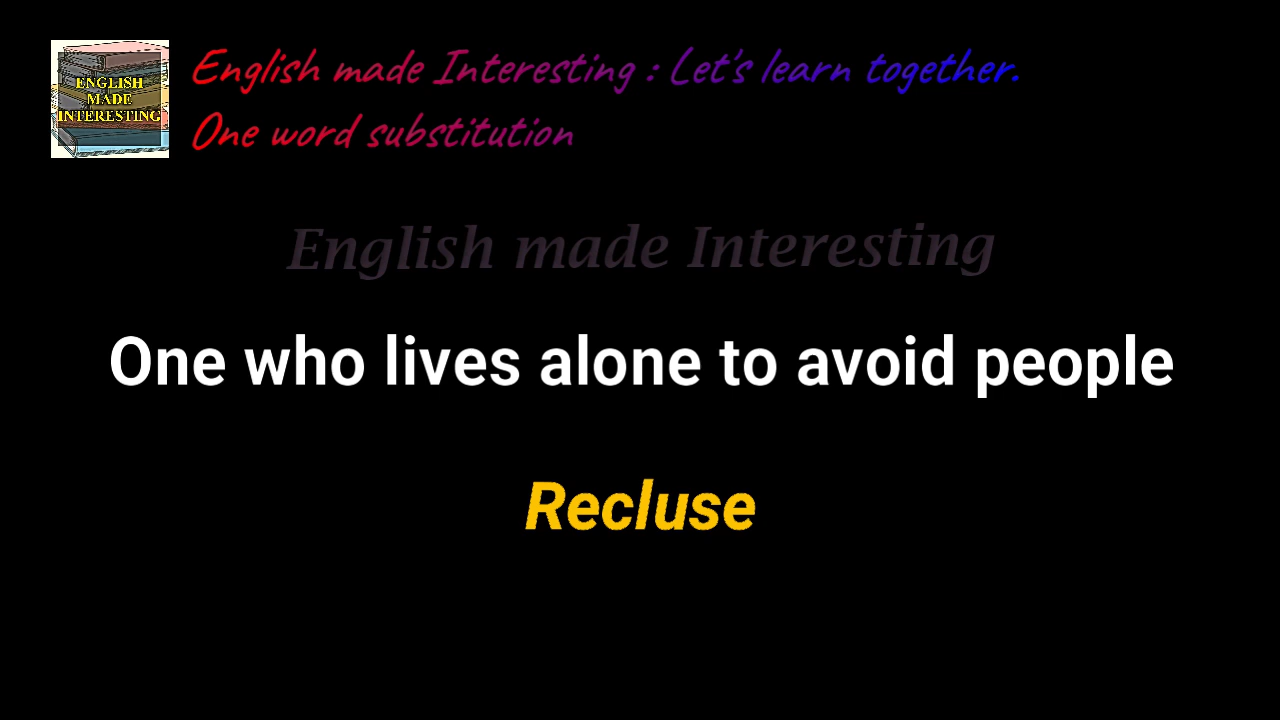 ENGLISH
MADE
INTERESTING
English made Interesting : Let's learn together.
One word substitution
English made Interesting
One who lives alone to avoid people
Recluse